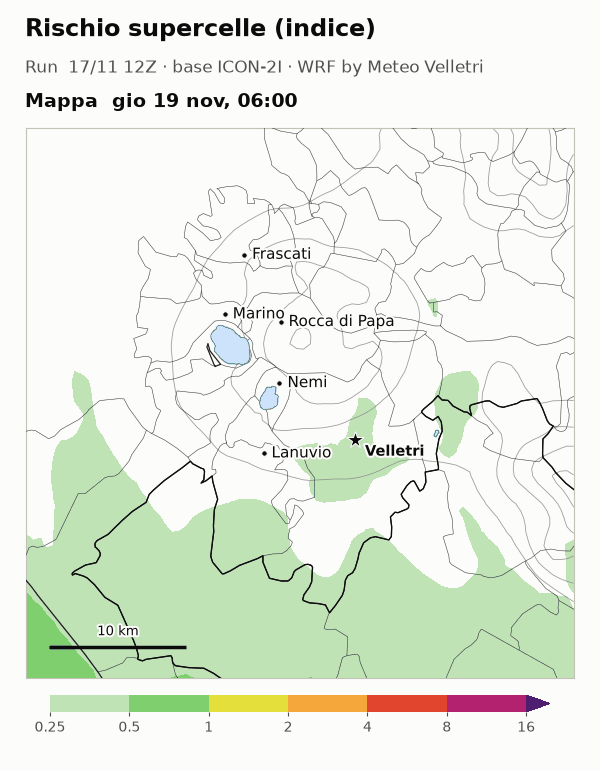 Rischio supercelle (indice)
Run  17/11 12Z · base ICON-2I · WRF by Meteo Velletri
Mappa  gio 19 nov, 06:00
Frascati
Marino
Rocca di Papa
Nemi
Velletri
Lanuvio
10 km
0.25 0.5 1 2 4 8 16